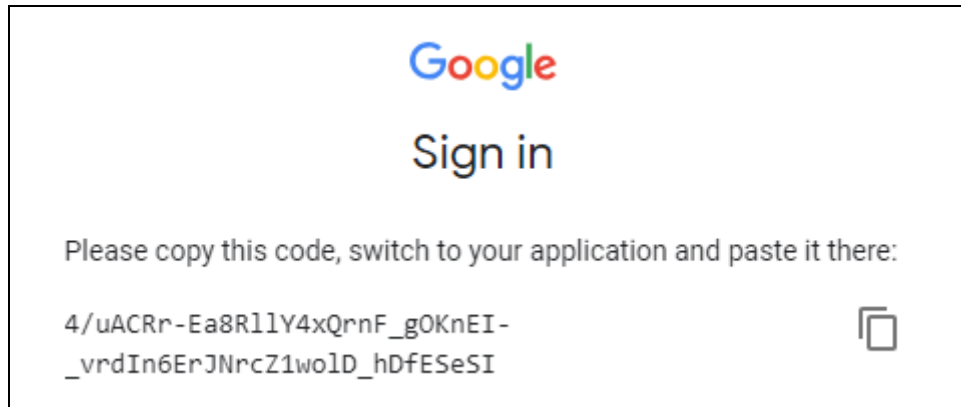 Google
Sign in
Please copy this code, switch to your application and paste it there:
4/uACRr-Ea8RllY4xQrnF_gOKnEI-
_vrdIn6ErJNrcZ1wolD_hDfESeSI